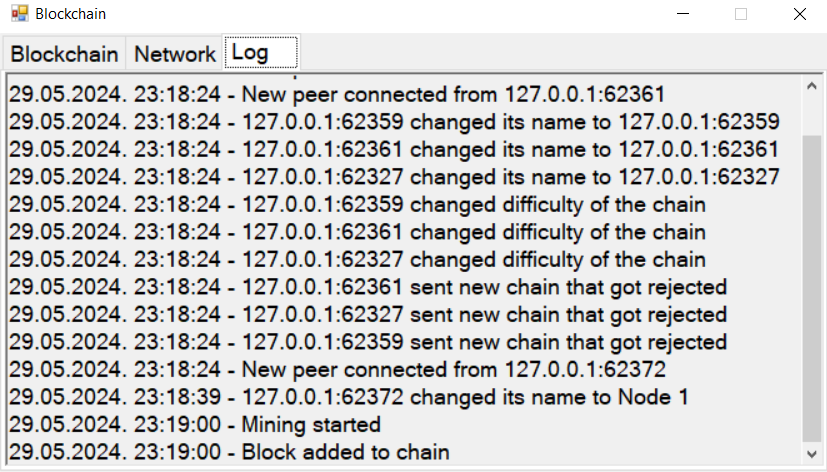 Blockchain
Blockchain Network Log
29.05.2024. 23:18:24 - New peer connected from 127.0.0.1:62361
29.05.2024. 23:18:24 - 127.0.0.1:62359 changed its name to 127.0.0.1:62359
29.05.2024. 23:18:24 - 127.0.0.1:62361 changed its name to 127.0.0.1:62361
29.05.2024. 23:18:24 - 127.0.0.1:62327 changed its name to 127.0.0.1:62327
29.05.2024. 23:18:24 - 127.0.0.1:62359 changed difficulty of the chain
29.05.2024. 23:18:24 - 127.0.0.1:62361 changed difficulty of the chain
29.05.2024. 23:18:24 - 127.0.0.1:62327 changed difficulty of the chain
29.05.2024. 23:18:24 - 127.0.0.1:62361 sent new chain that got rejected
29.05.2024. 23:18:24 - 127.0.0.1:62327 sent new chain that got rejected
29.05.2024. 23:18:24 - 127.0.0.1:62359 sent new chain that got rejected
29.05.2024. 23:18:24 - New peer connected from 127.0.0.1:62372
29.05.2024. 23:18:39 - 127.0.0.1:62372 changed its name to Node 1
29.05.2024. 23:19:00 - Mining started
29.05.2024. 23:19:00 - Block added to chain